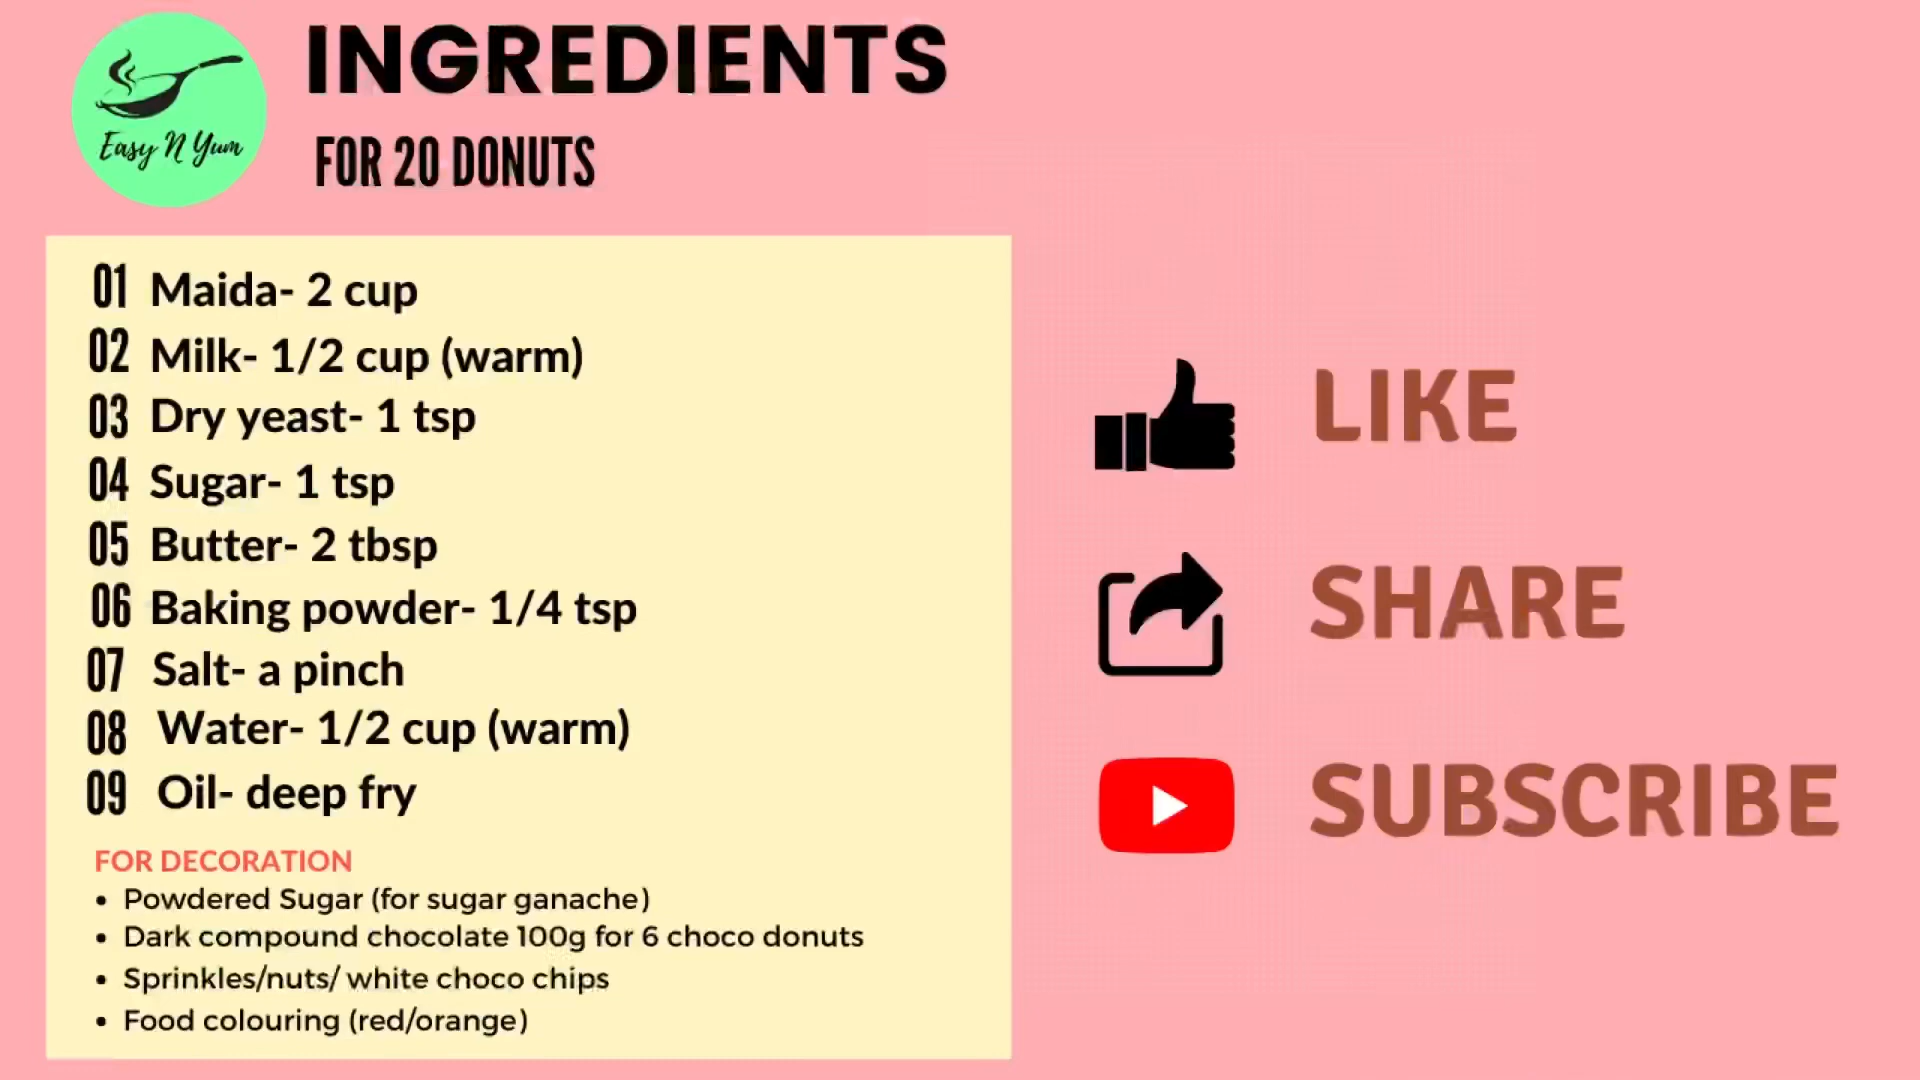 Easy N Yum
INGREDIENTS
FOR 20 DONUTS
01 Maida- 2 cup
02 Milk- 1/2 cup (warm)
03 Dry yeast- 1 tsp
04 Sugar- 1 tsp
05 Butter- 2 tbsp
06 Baking powder- 1/4 tsp
07 Salt- a pinch
08 Water- 1/2 cup (warm)
09 Oil- deep fry
FOR DECORATION
• Powdered Sugar (for sugar ganache)
• Dark compound chocolate 100g for 6 choco donuts
• Sprinkles/nuts/ white choco chips
• Food colouring (red/orange)
LIKE
SHARE
SUBSCRIBE